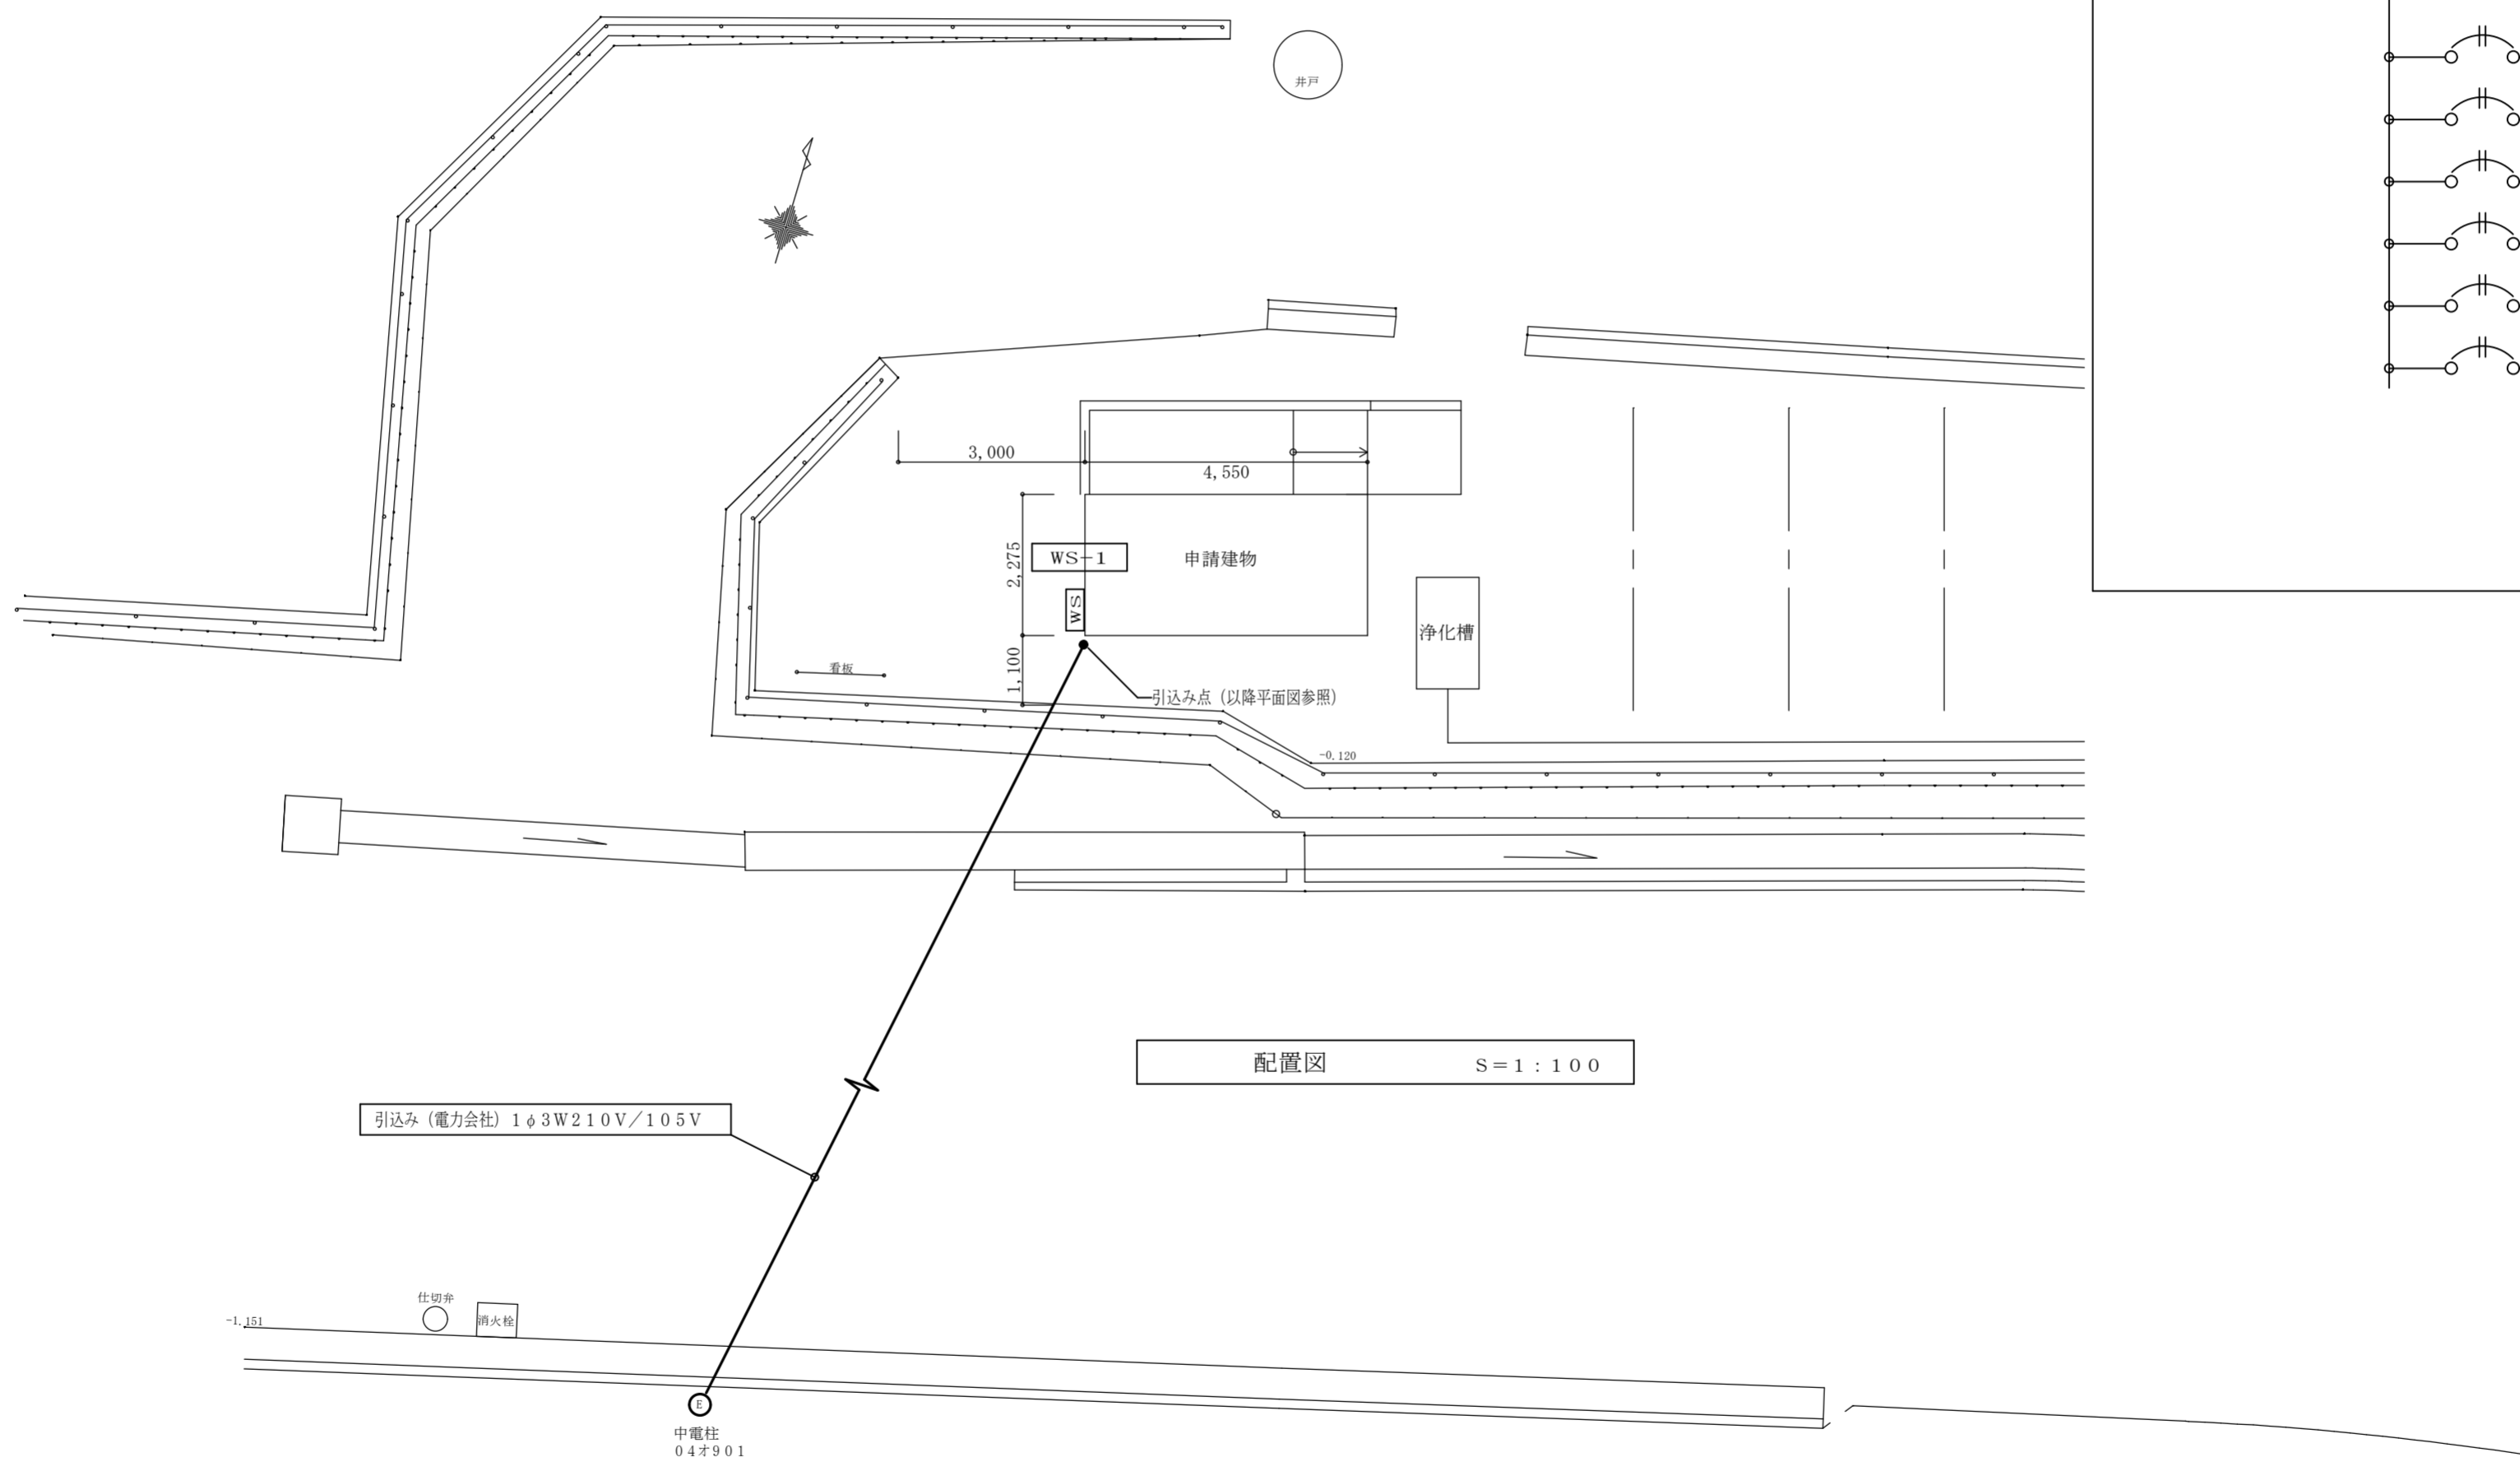 井戸
3,000
4,550
2,275
WS-1
申請建物
WS
浄化槽
1,100
看板
引込み点（以降平面図参照）
-0.120
配置図 S＝1：100
引込み（電力会社）1φ3W210V／105V
仕切弁
消火栓
-1.151
E
中電柱
04オ901